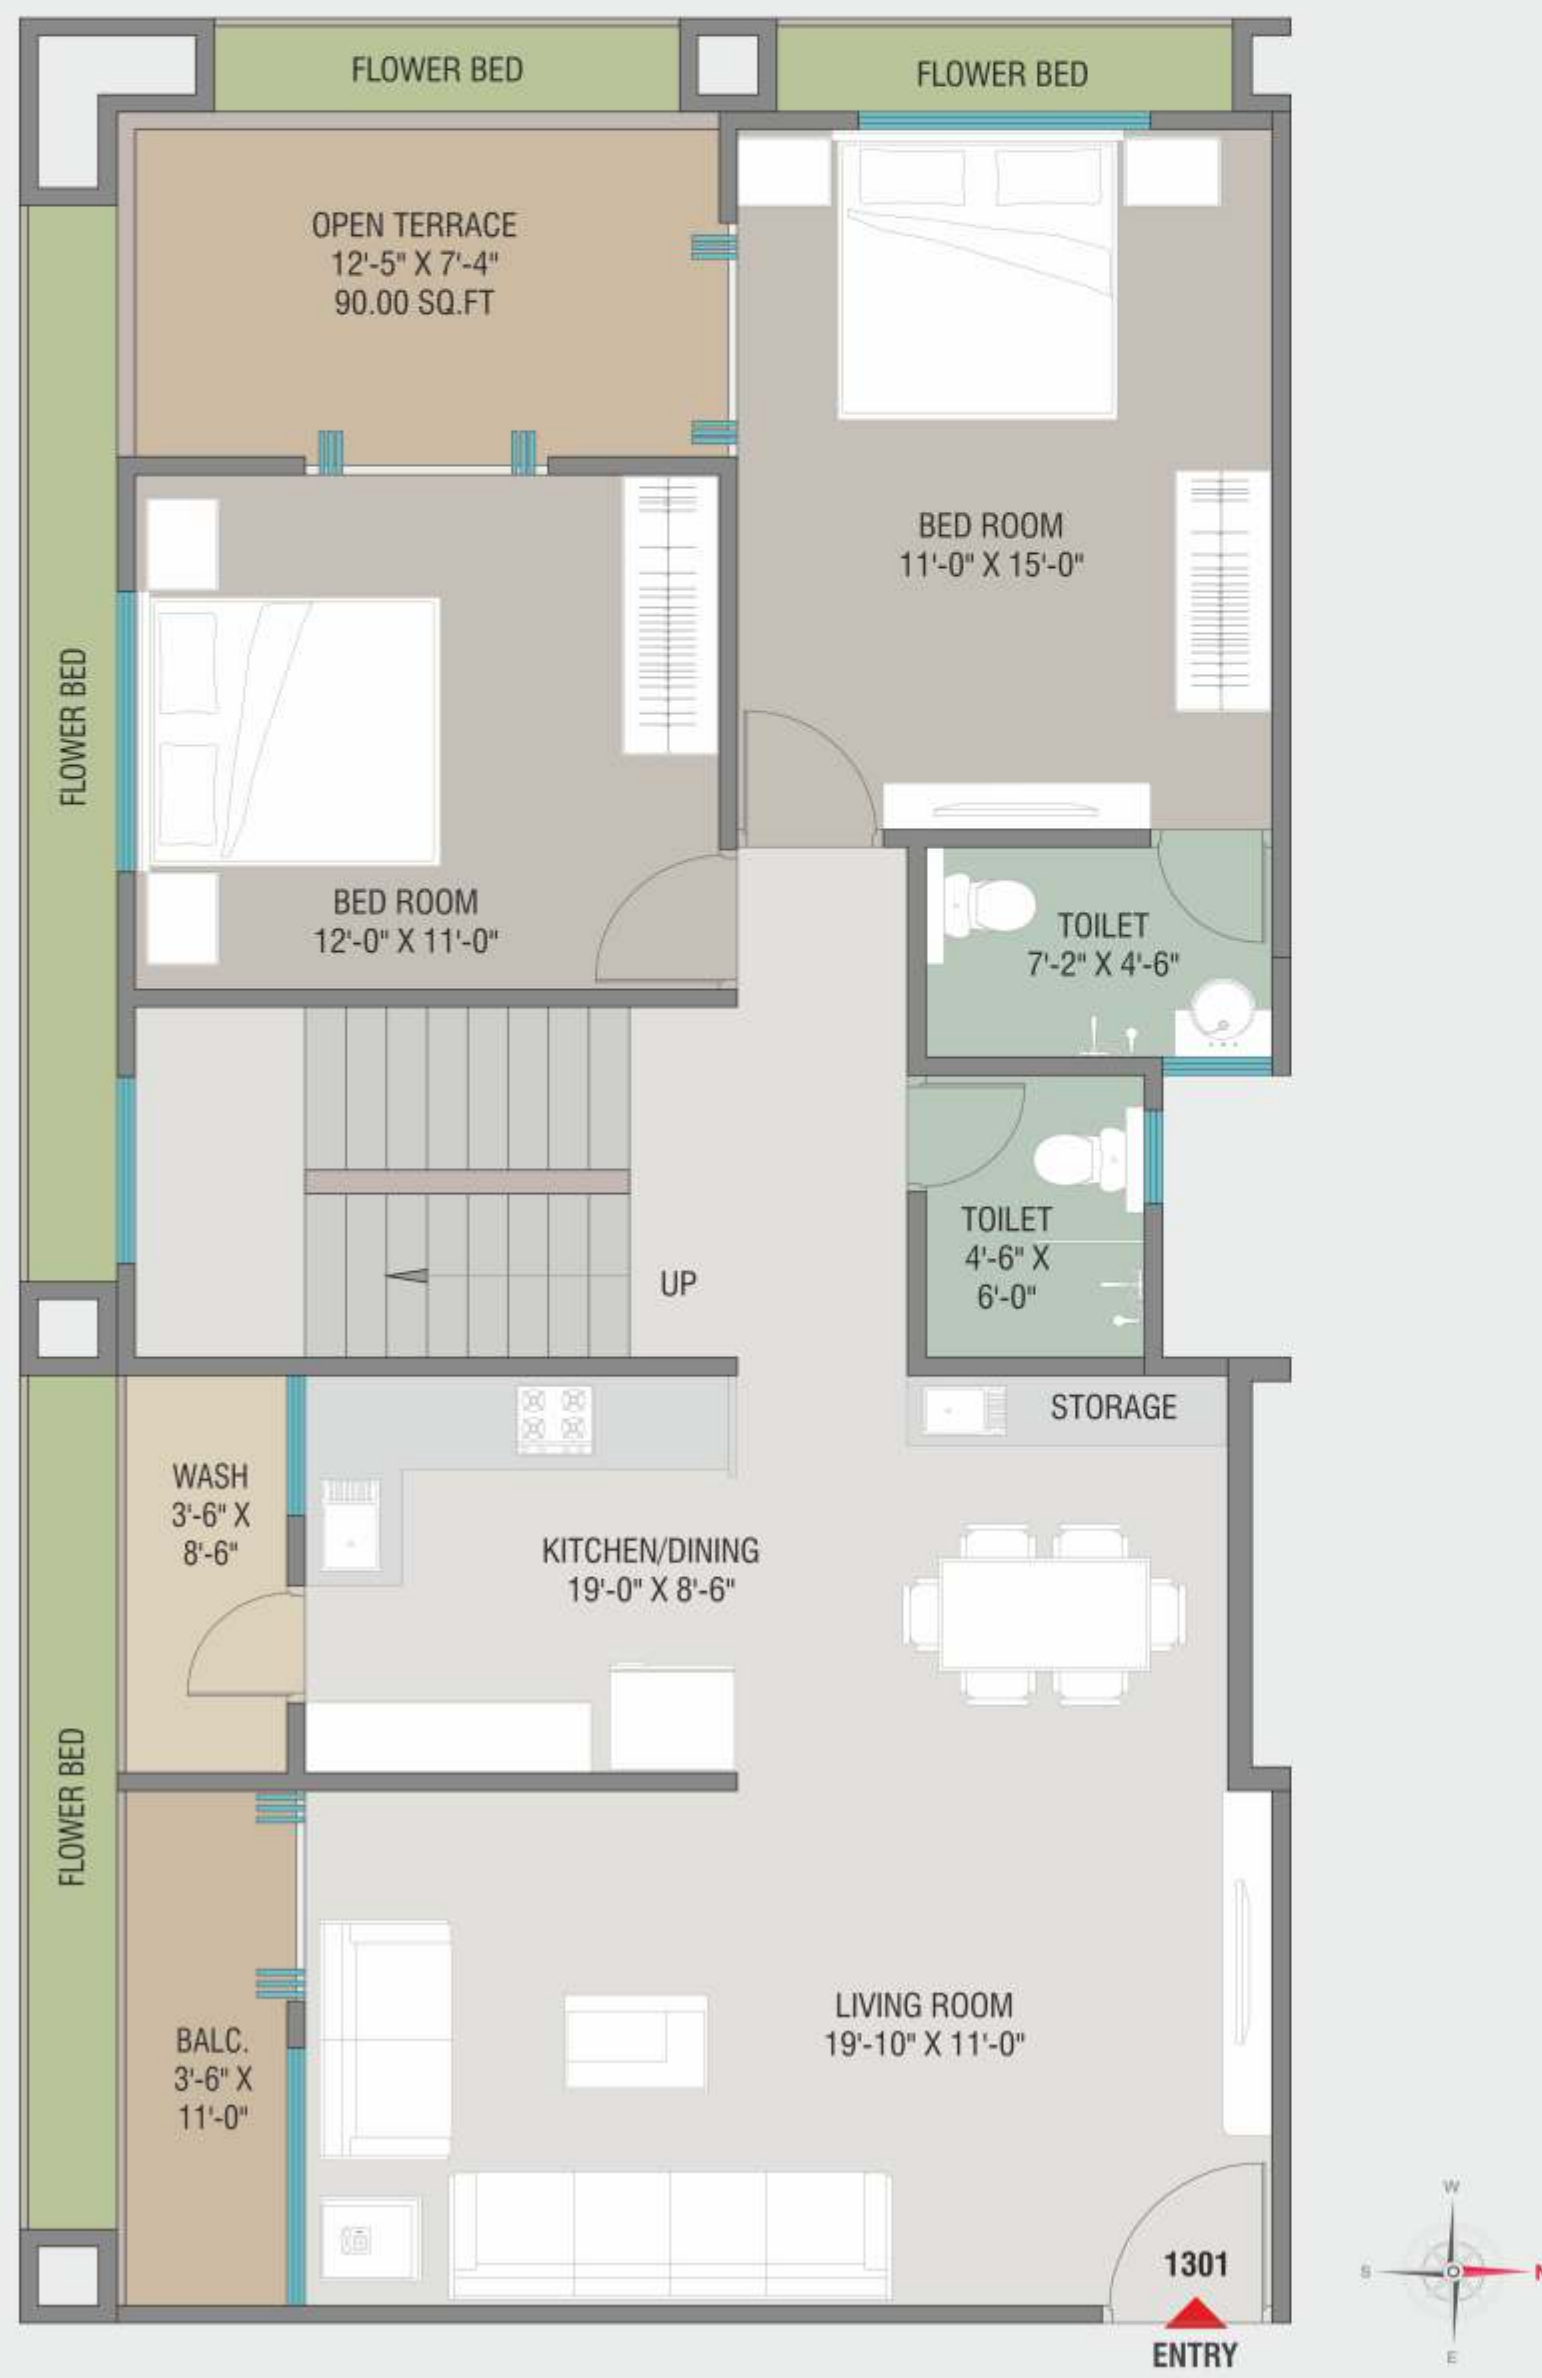 FLOWER BED
FLOWER BED
OPEN TERRACE
12'-5" X 7'-4"
90.00 SQ.FT
BED ROOM
11'-0" X 15'-0"
FLOWER BED
BED ROOM
12'-0" X 11'-0"
TOILET
7'-2" X 4'-6"
TOILET
4'-6" X
6'-0"
UP
STORAGE
WASH
3'-6" X
8'-6"
KITCHEN/DINING
19'-0" X 8'-6"
FLOWER BED
LIVING ROOM
19'-10" X 11'-0"
BALC.
3'-6" X
11'-0"
1301
ENTRY
W
S
N
E